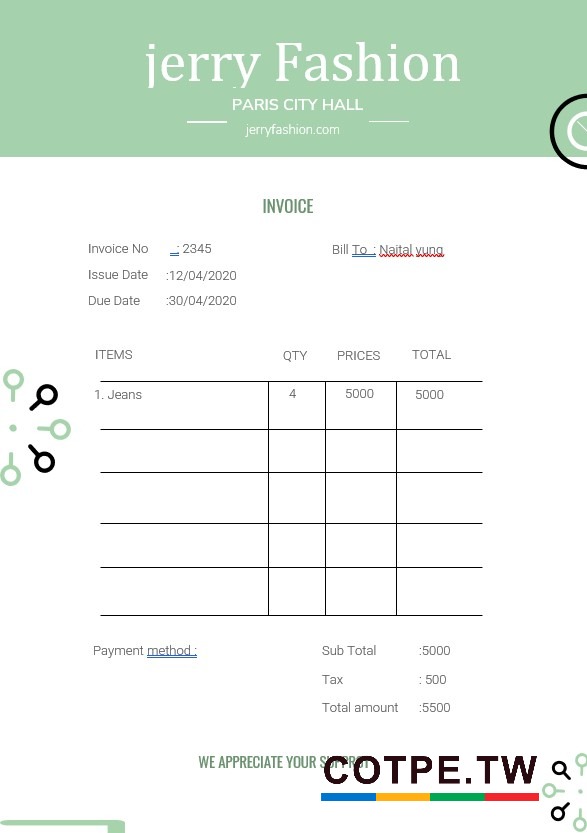 jerry Fashion
PARIS CITY HALL
jerryfashion.com
INVOICE
Invoice No : 2345
Bill To : Naital yung
Issue Date :12/04/2020
Due Date :30/04/2020
ITEMS QTY PRICES TOTAL
1. Jeans 4 5000 5000
Payment method :
Sub Total :5000
Tax : 500
Total amount :5500
WE APPRECIATE YOUR
COTPE.TW